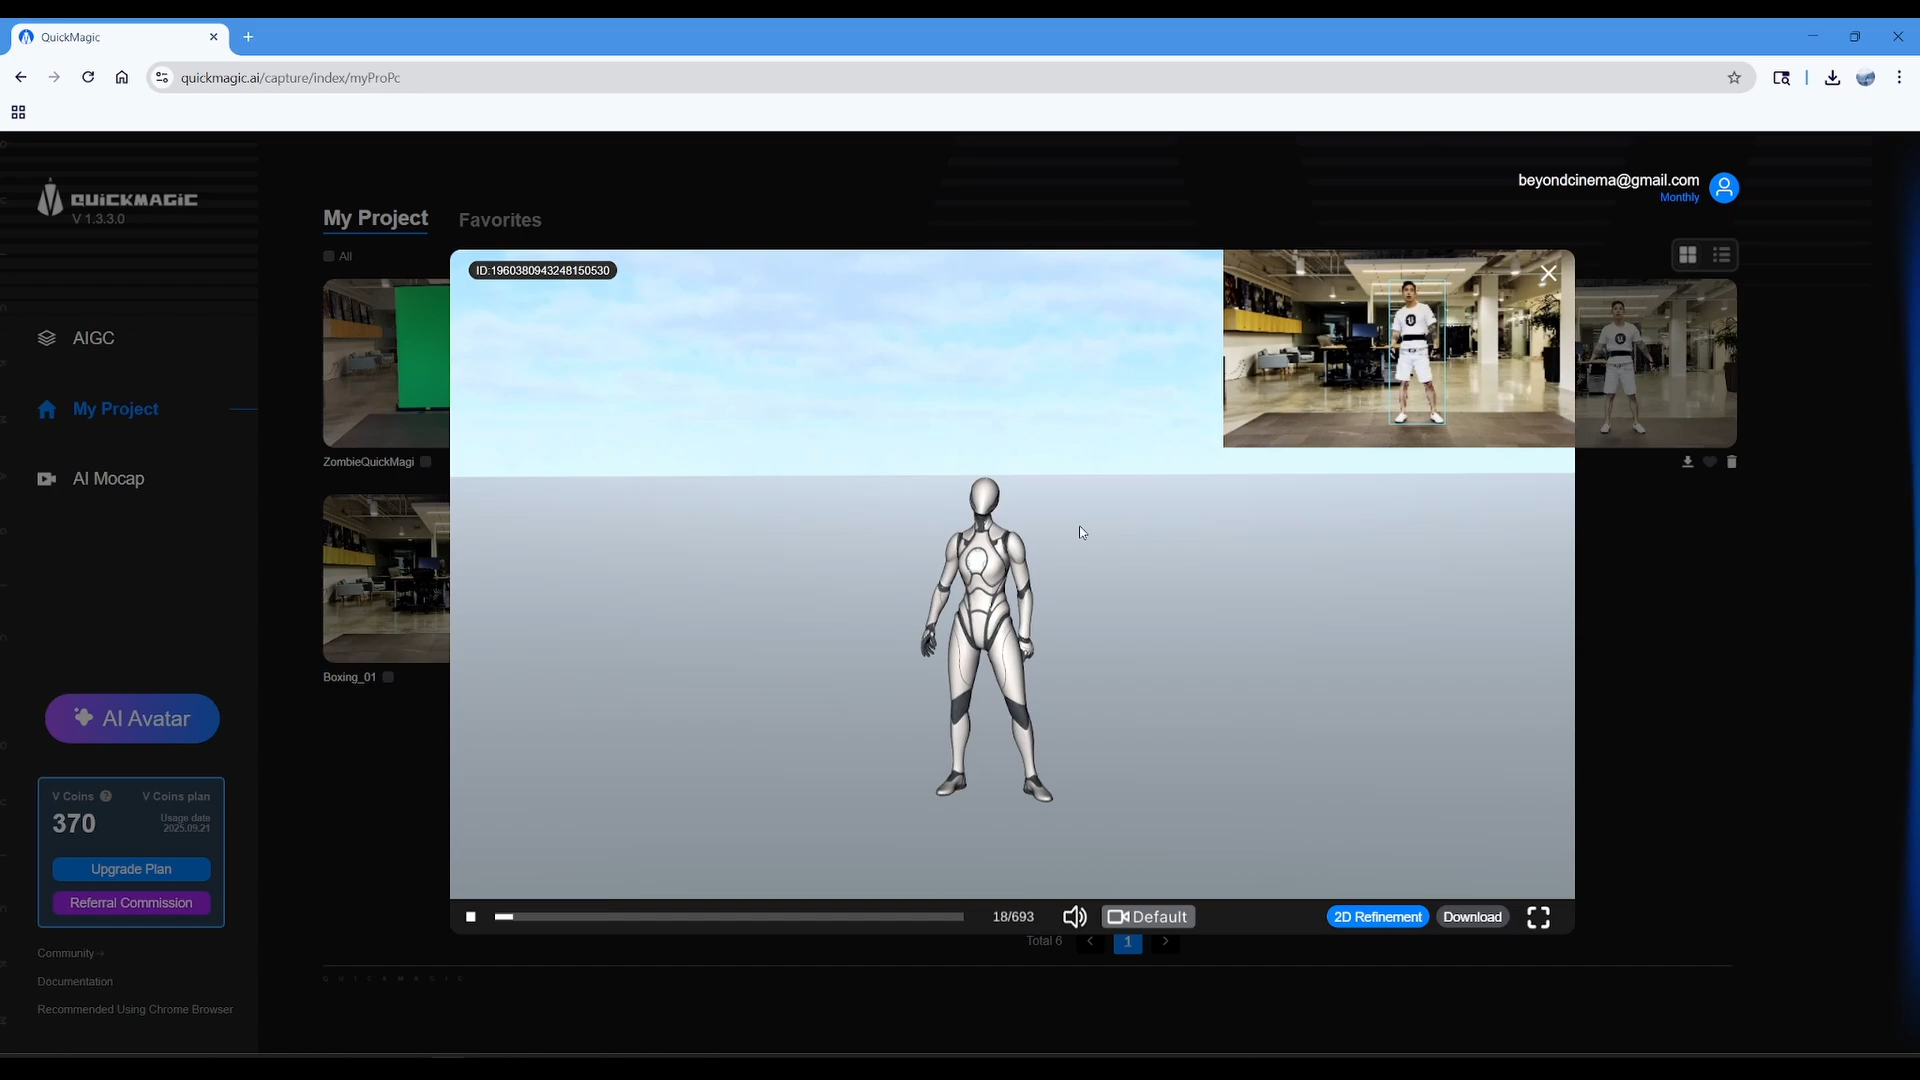 QuickMagic
quickmagic.ai/capture/index/myProPc
QUICKMAGIC
V 1.3.3.0
beyondcinema@gmail.com
Monthly
My Project
Favorites
All
ID:1960380943248150530
AIGC
My Project
AI Mocap
ZombieQuickMagi
Boxing_01
AI Avatar
V Coins ?
V Coins plan
370
Usage date
2025.09.21
Upgrade Plan
Referral Commission
18/693
Default
2D Refinement
Download
Total 6
1
Community
Documentation
Recommended Using Chrome Browser
QUICKMAGIC